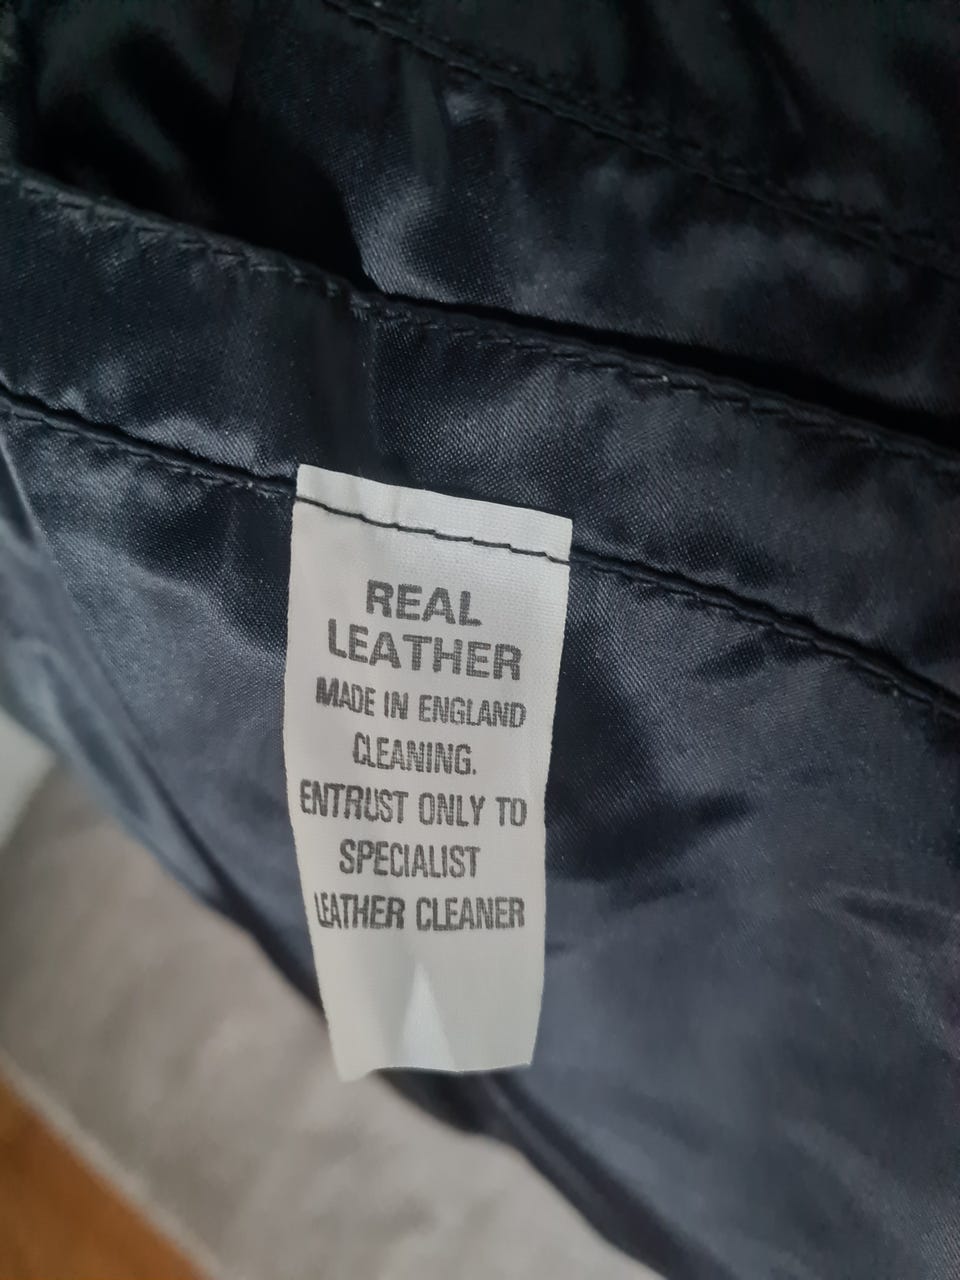 REAL
LEATHER
MADE IN ENGLAND
CLEANING.
ENTRUST ONLY TO
SPECIALIST
LEATHER CLEANER